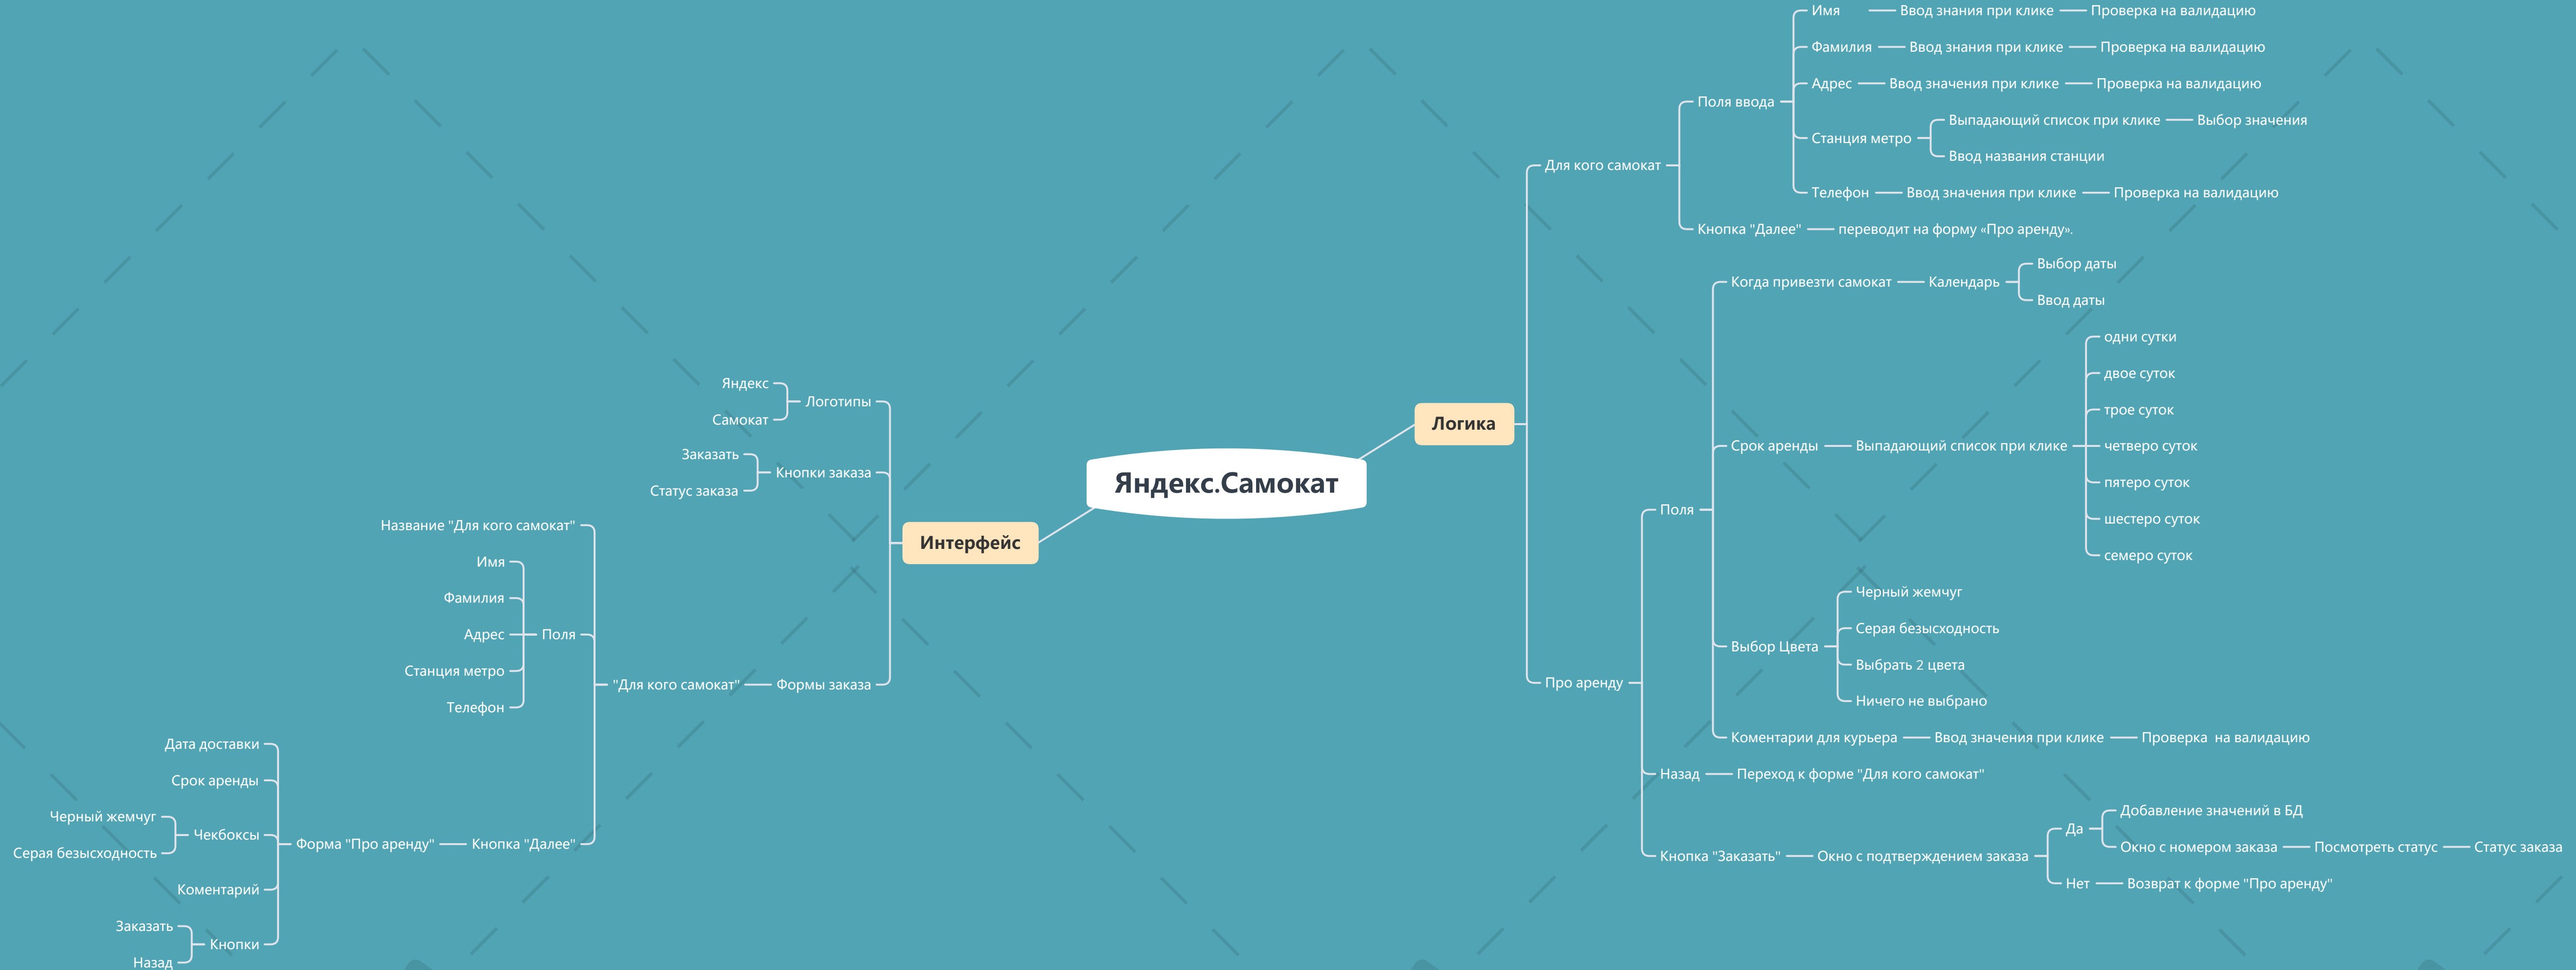 Яндекс.Самокат
Логика
Для кого самокат
Поля ввода
Имя
Ввод знания при клике
Проверка на валидацию
Фамилия
Ввод знания при клике
Проверка на валидацию
Адрес
Ввод значения при клике
Проверка на валидацию
Станция метро
Выпадающий список при клике
Выбор значения
Ввод названия станции
Телефон
Ввод значения при клике
Проверка на валидацию
Кнопка "Далее"
переводит на форму «Про аренду».
Про аренду
Поля
Когда привезти самокат
Календарь
Выбор даты
Ввод даты
Срок аренды
Выпадающий список при клике
одни сутки
двое суток
трое суток
четверо суток
пятеро суток
шестеро суток
семеро суток
Выбор Цвета
Черный жемчуг
Серая безысходность
Выбрать 2 цвета
Ничего не выбрано
Коментарии для курьера
Ввод значения при клике
Проверка  на валидацию
Назад
Переход к форме "Для кого самокат"
Кнопка "Заказать"
Окно с подтверждением заказа
Да
Добавление значений в БД
Окно с номером заказа
Посмотреть статус
Статус заказа
Нет
Возврат к форме "Про аренду"
Интерфейс
Логотипы
Яндекс
Самокат
Кнопки заказа
Заказать
Статус заказа
Формы заказа
"Для кого самокат"
Название "Для кого самокат"
Поля
Имя
Фамилия
Адрес
Станция метро
Телефон
Кнопка "Далее"
Форма "Про аренду"
Дата доставки
Срок аренды
Чекбоксы
Черный жемчуг
Серая безысходность
Коментарий
Кнопки
Заказать
Назад